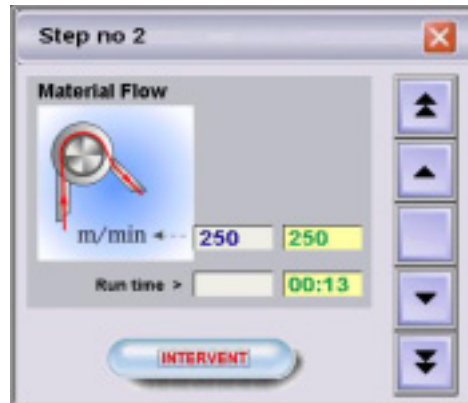 Step no 2
Material Flow
m/min 250 250
Run time > 00:13
INTERVENT